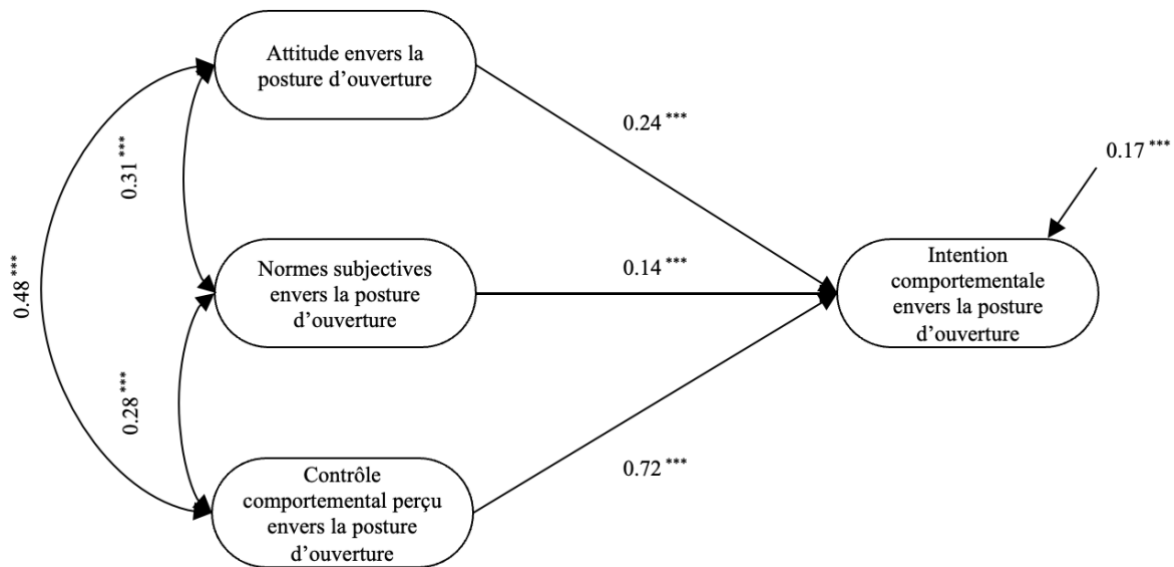 Attitude envers la
posture d'ouverture
0.24 ***
0.17 ***
0.31 ***
Normes subjectives
envers la posture
d'ouverture
0.14 ***
Intention
comportementale
envers la posture
d'ouverture
0.48 ***
0.28 ***
Contrôle
comportemental perçu
envers la posture
d'ouverture
0.72 ***